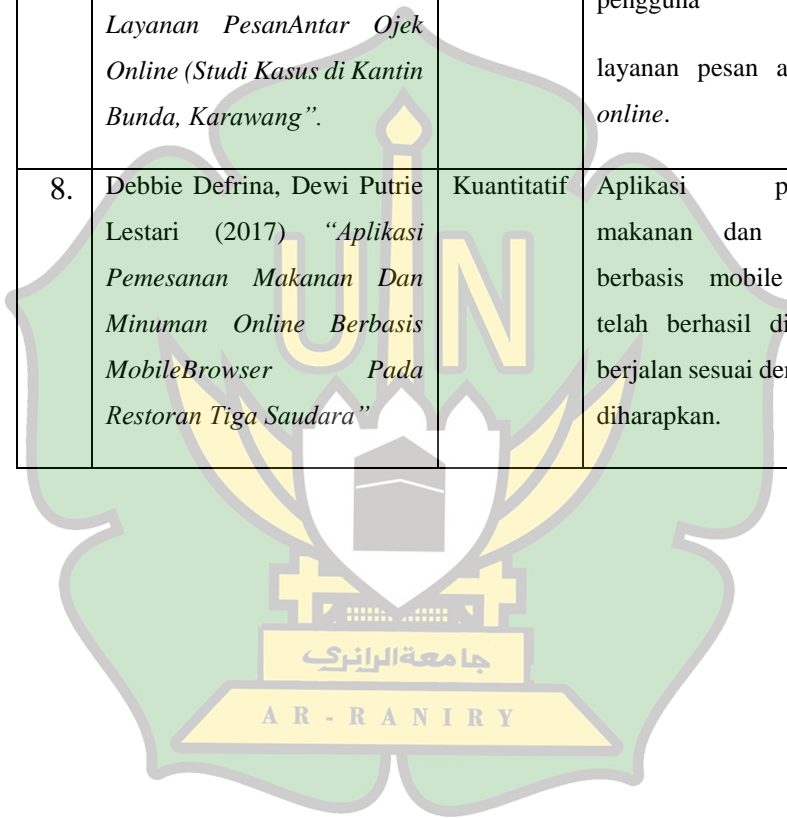 pengguna
Layanan PesanAntar Ojek
Online (Studi Kasus di Kantin
Bunda, Karawang".
layanan pesan
online.
8. Debbie Defrina, Dewi Putrie
Lestari (2017) "Aplikasi
Pemesanan Makanan Dan
Minuman Online Berbasis
MobileBrowser Pada
Restoran Tiga Saudara"
Kuantitatif
Aplikasi
makanan dan
berbasis mobile
telah berhasil
berjalan sesuai
diharapkan.
UIN
جامعة الرانري
AR-RANIRY